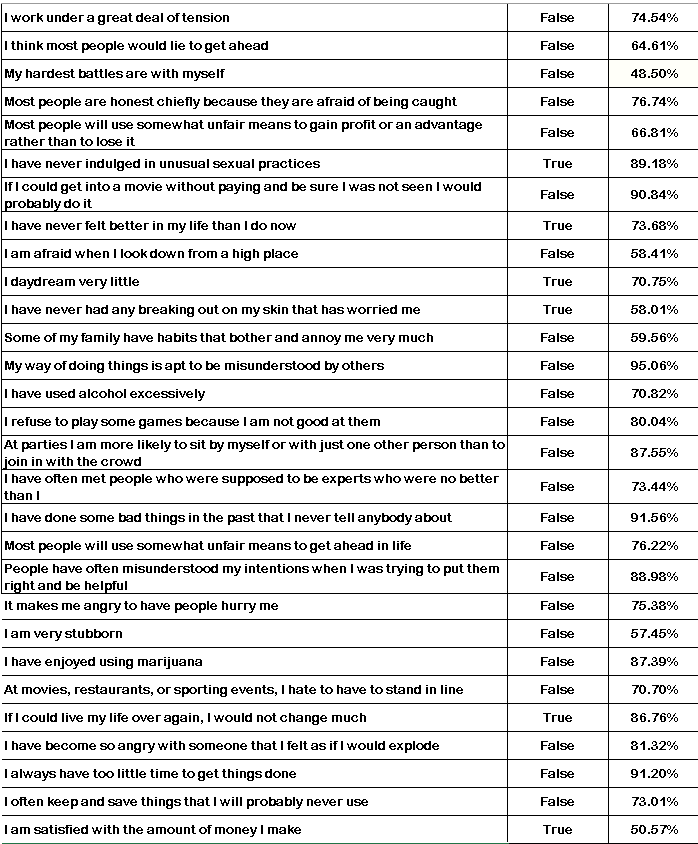 I work under a great deal of tension False 74.54%
I think most people would lie to get ahead False 64.61%
My hardest battles are with myself False 48.50%
Most people are honest chiefly because they are afraid of being caught False 76.74%
Most people will use somewhat unfair means to gain profit or an advantage
rather than to lose it False 66.81%
I have never indulged in unusual sexual practices True 89.18%
If I could get into a movie without paying and be sure I was not seen I would
probably do it False 90.84%
I have never felt better in my life than I do now True 73.68%
I am afraid when I look down from a high place False 58.41%
I daydream very little True 70.75%
I have never had any breaking out on my skin that has worried me True 58.01%
Some of my family have habits that bother and annoy me very much False 59.56%
My way of doing things is apt to be misunderstood by others False 95.06%
I have used alcohol excessively False 70.82%
I refuse to play some games because I am not good at them False 80.04%
At parties I am more likely to sit by myself or with just one other person than to
join in with the crowd False 87.55%
I have often met people who were supposed to be experts who were no better
than I False 73.44%
I have done some bad things in the past that I never tell anybody about False 91.56%
Most people will use somewhat unfair means to get ahead in life False 76.22%
People have often misunderstood my intentions when I was trying to put them
right and be helpful False 88.98%
It makes me angry to have people hurry me False 75.38%
I am very stubborn False 57.45%
I have enjoyed using marijuana False 87.39%
At movies, restaurants, or sporting events, I hate to have to stand in line False 70.70%
If I could live my life over again, I would not change much True 86.76%
I have become so angry with someone that I felt as if I would explode False 81.32%
I always have too little time to get things done False 91.20%
I often keep and save things that I will probably never use False 73.01%
I am satisfied with the amount of money I make True 50.57%